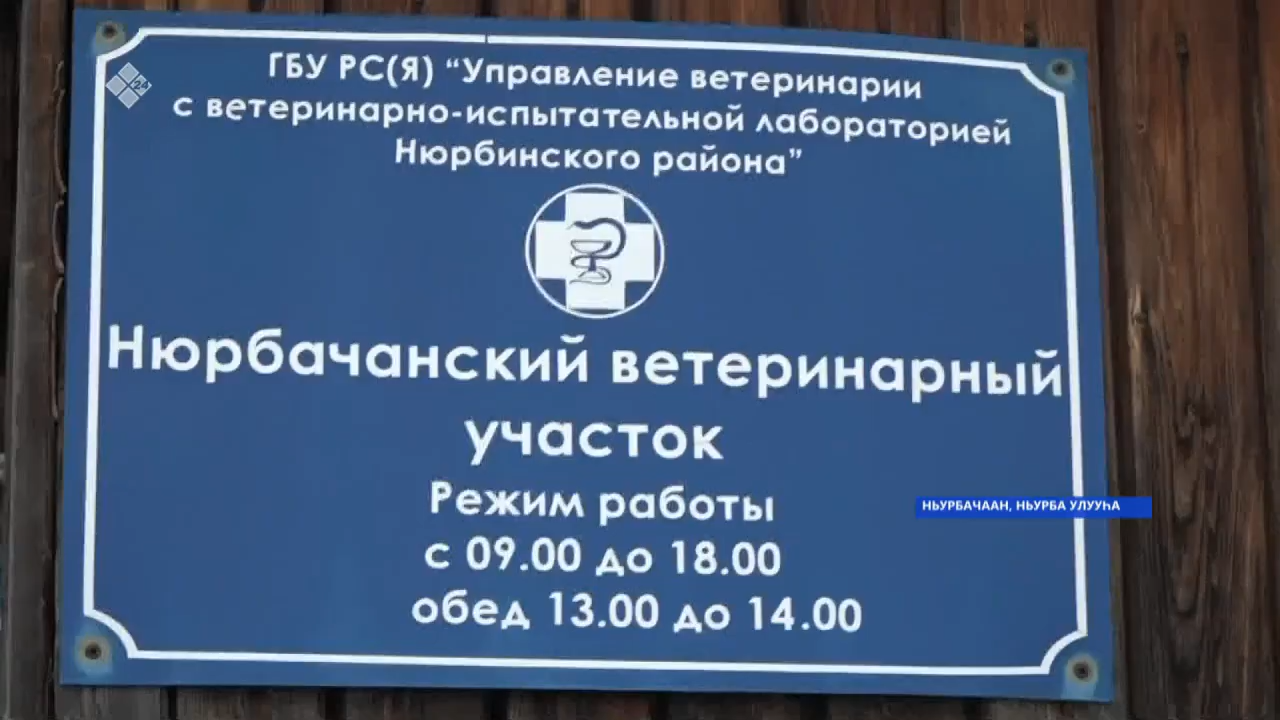 ГБУ РС(Я) “Управление ветеринарии
с ветеринарно-испытательной лабораторией
Нюрбинского района”
Нюрбачанский ветеринарный
участок
Режим работы
с 09.00 до 18.00
обед 13.00 до 14.00
НЬУРБАЧААН, НЬУРБА УЛУУҺА
24